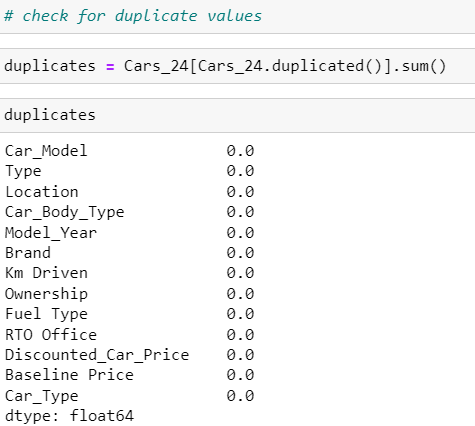 # check for duplicate values
duplicates = Cars_24[Cars_24.duplicated()].sum()
duplicates
Car_Model 0.0
Type 0.0
Location 0.0
Car_Body_Type 0.0
Model_Year 0.0
Brand 0.0
Km Driven 0.0
Ownership 0.0
Fuel Type 0.0
RTO Office 0.0
Discounted_Car_Price 0.0
Baseline Price 0.0
Car_Type 0.0
dtype: float64